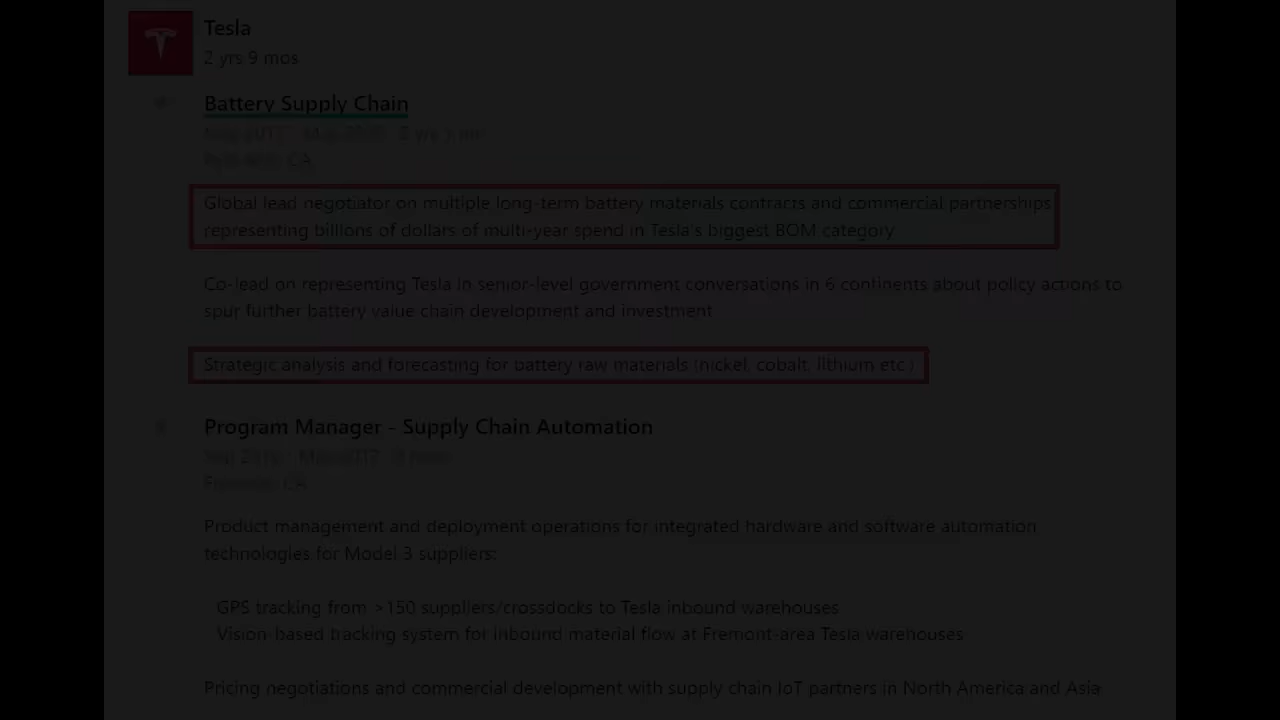 Tesla
2 yrs 9 mos
Battery Supply Chain
CA
Global lead negotiator on multiple long-term battery materials contracts and commercial partnerships
representing billions of dollars of multi-year spend in Tesla's biggest BOM category
Co-lead on representing Tesla in senior-level government conversations in 6 continents about policy actions to
spur further battery value chain development and investment
Strategic analysis and forecasting for battery raw materials (nickel, cobalt, lithium etc.)
Program Manager - Supply Chain Automation
CA
Product management and deployment operations for integrated hardware and software automation
technologies for Model 3 suppliers:
GPS tracking from >150 suppliers/crossdocks to Tesla inbound warehouses
Vision-based tracking system for inbound material flow at Fremont-area Tesla warehouses
Pricing negotiations and commercial development with supply chain IoT partners in North America and Asia